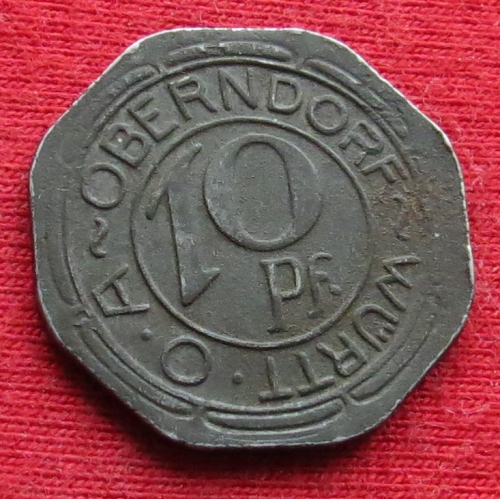 ~ OBERNDORF ~
WÜRTT. O. A.
10
Pf.